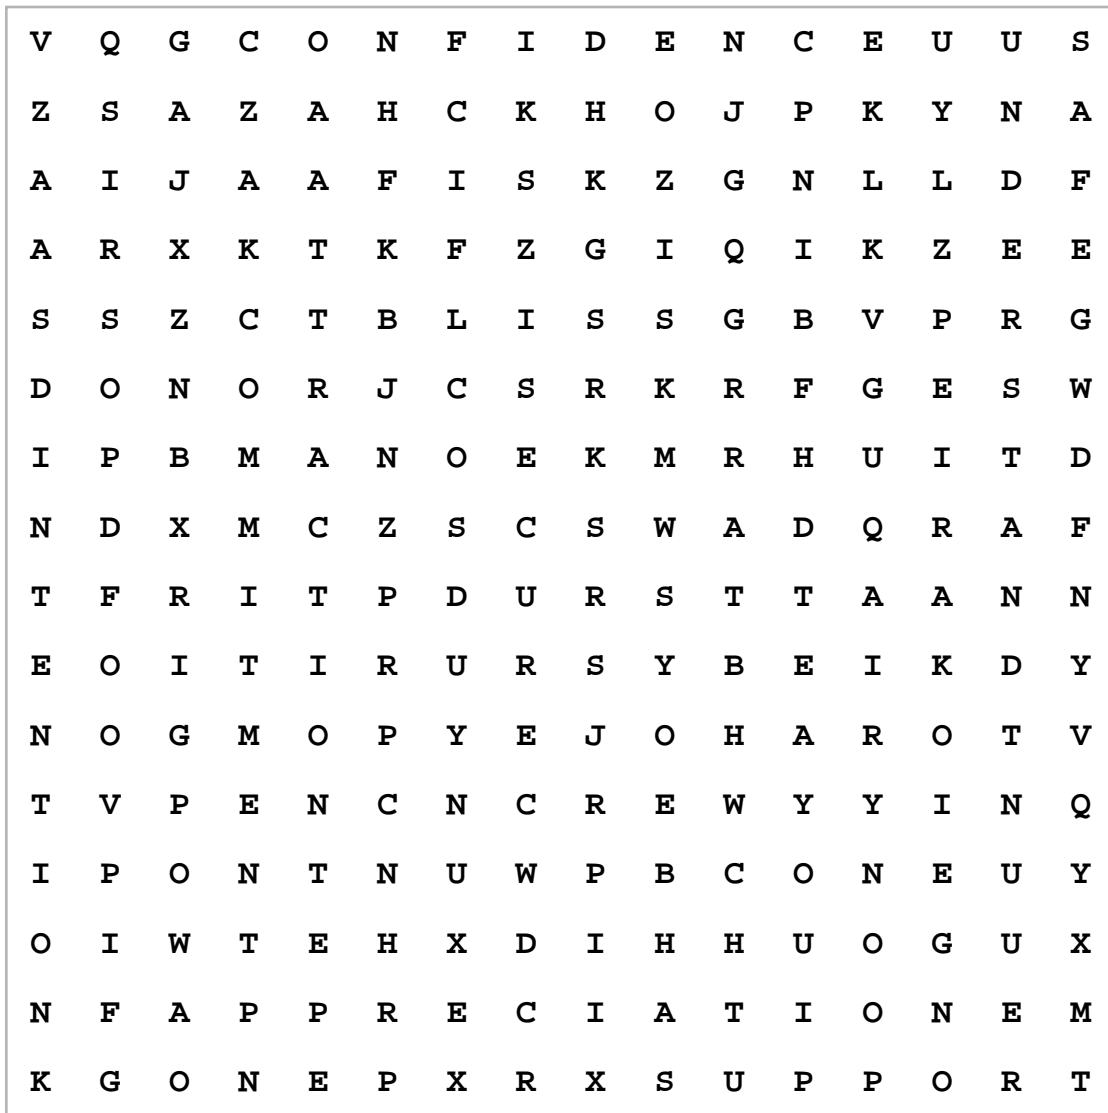 V Q G C O N F I D E N C E U U S
Z S A Z A H C K H O J P K Y N A
A I J A A F I S K Z G N L L D F
A R X K T K F Z G I Q I K Z E E
S S Z C T B L I S S G B V P R G
D O N O R J C S R K R F G E S W
I P B M A N O E K M R H U I T D
N D X M C Z S C S W A D Q R A F
T F R I T P D U R S T T A A N N
E O I T I R U R S Y B E I K D Y
N O G M O P Y E J O H A R O T V
T V P E N C N C R E W Y Y I N Q
I P O N T N U W P B C O N E U Y
O I W T E H X D I H H U O G U X
N F A P P R E C I A T I O N E M
K G O N E P X R X S U P P O R T